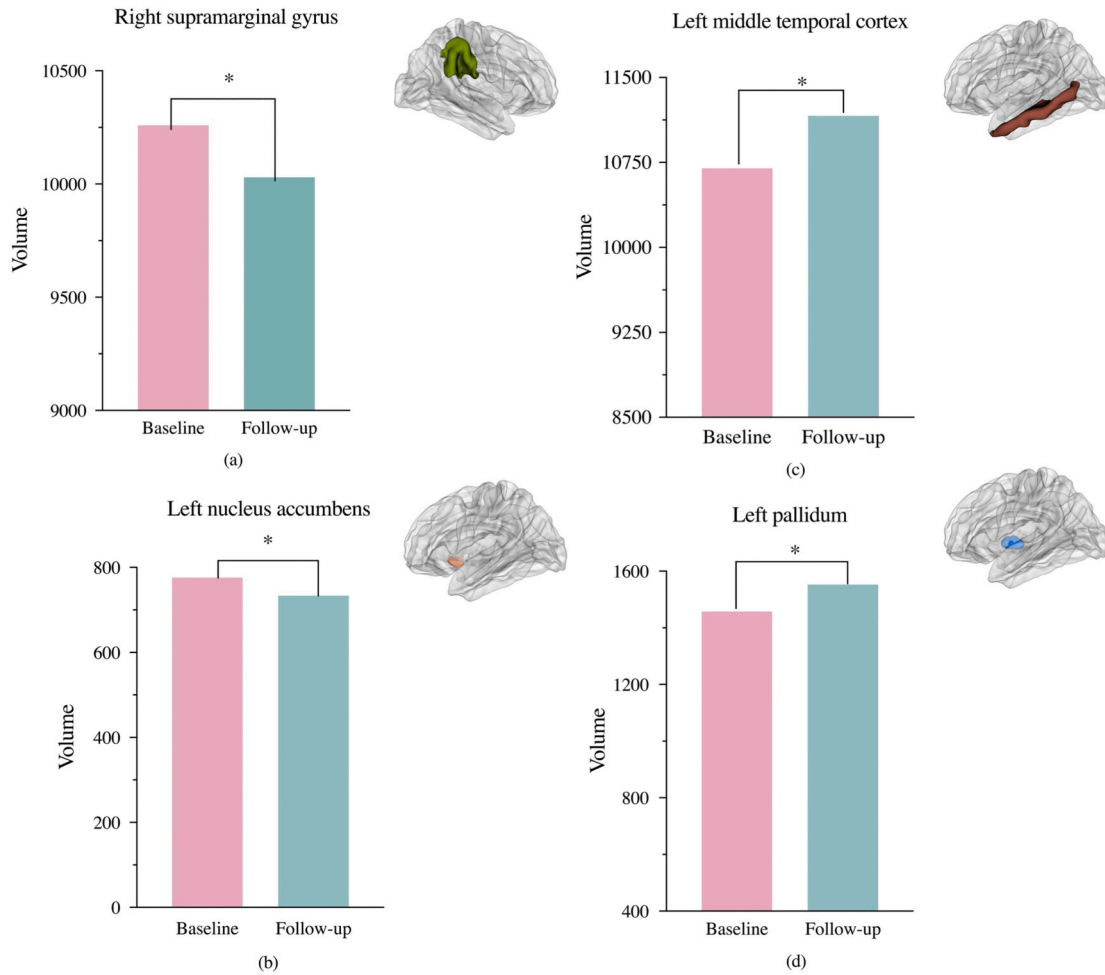 Right supramarginal gyrus
10500
10000
9500
9000
Volume
*
Baseline Follow-up
(a)
Left middle temporal cortex
11500
10750
10000
9250
8500
Volume
*
Baseline Follow-up
(c)
Left nucleus accumbens
800
600
400
200
0
Volume
*
Baseline Follow-up
(b)
Left pallidum
1600
1200
800
400
Volume
*
Baseline Follow-up
(d)